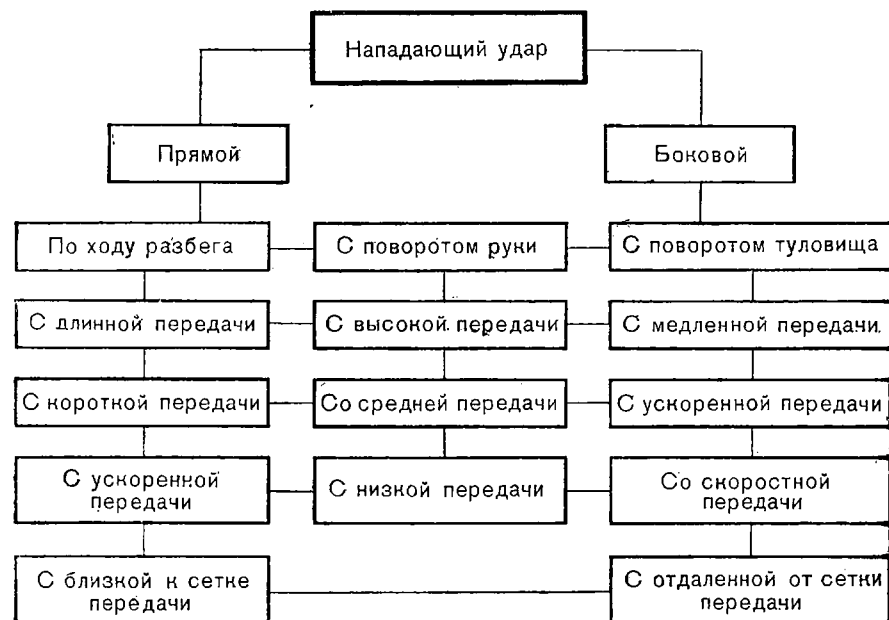 Нападающий удар
Прямой
Боковой
По ходу разбега
С поворотом руки
С поворотом туловища
С длинной передачи
С высокой передачи
С медленной передачи.
С короткой передачи
Со средней передачи
С ускоренной передачи
С ускоренной
передачи
С низкой передачи
Со скоростной
передачи
С близкой к сетке
передачи
С отдаленной от сетки
передачи